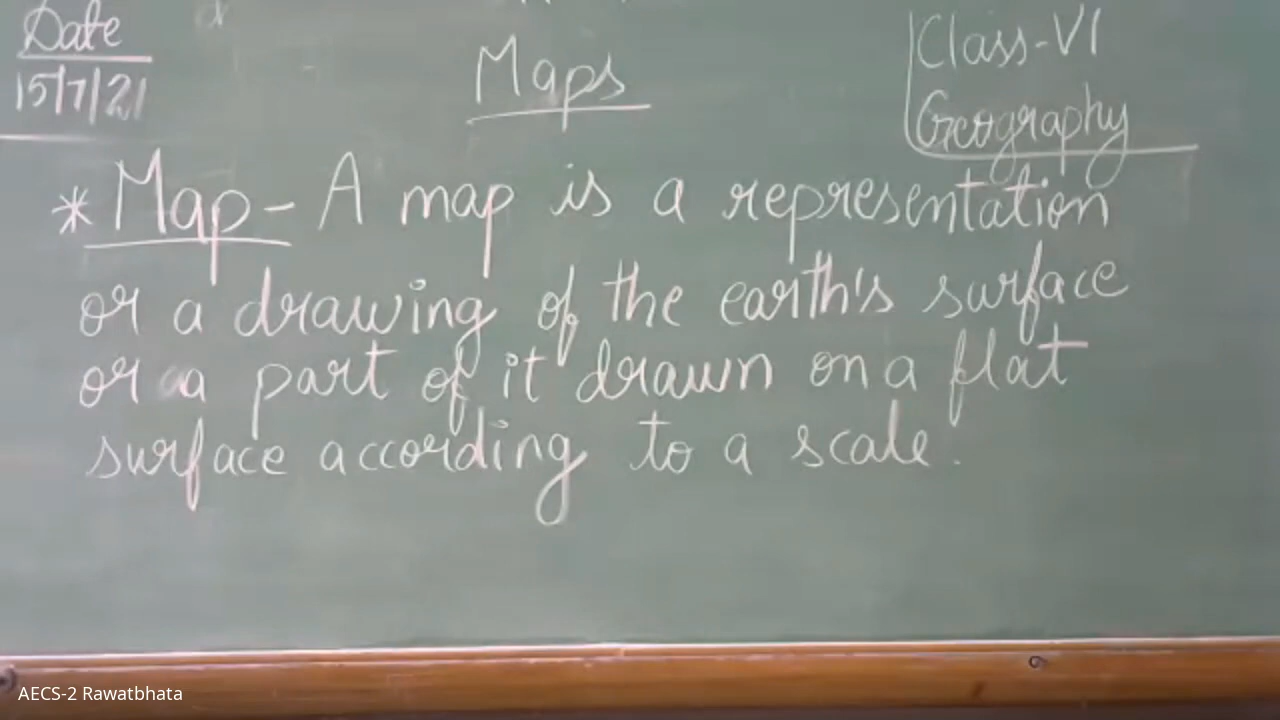 Date
15/7/21
Maps
Class-VI
Geography
* Map - A map is a representation
or a drawing of the earth's surface
or a part of it drawn on a flat
surface according to a scale.
AECS-2 Rawatbhata